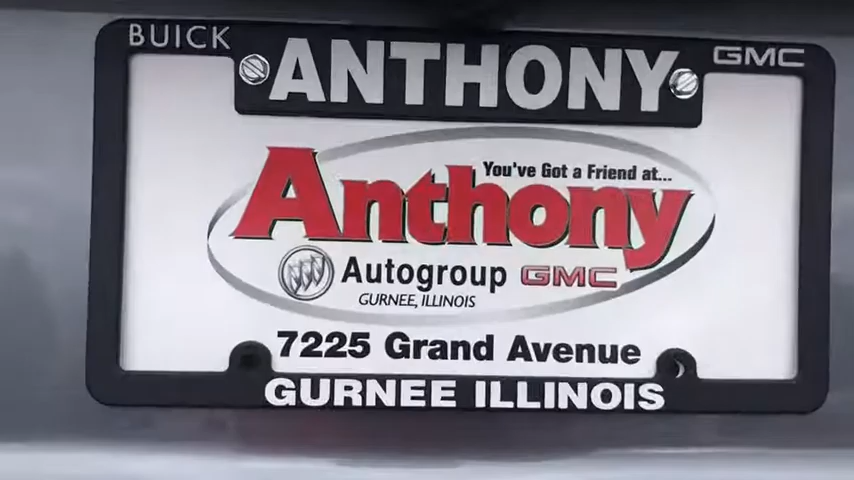 BUICK ANTHONY GMC
You've Got a Friend at...
Anthony
Autogroup GMC
GURNEE, ILLINOIS
7225 Grand Avenue
GURNEE ILLINOIS